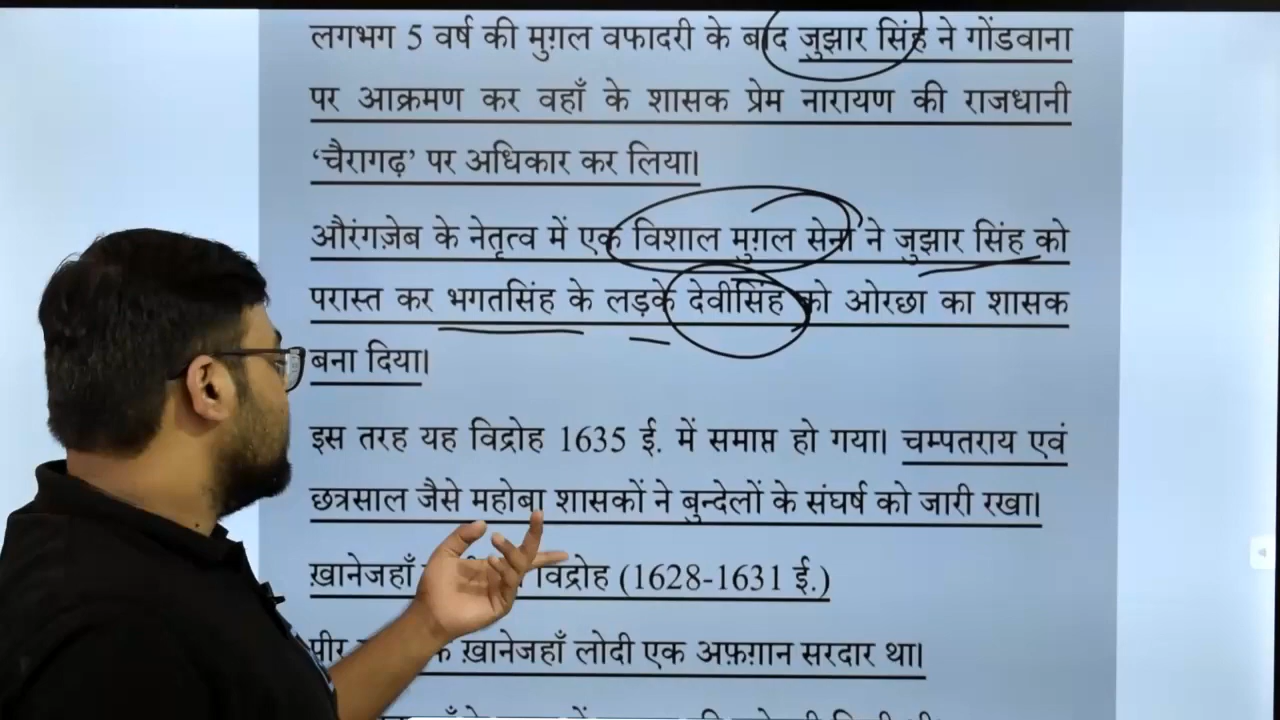 लगभग 5 वर्ष की मुग़ल वफादरी के बाद जुझार सिंह ने गोंडवाना
पर आक्रमण कर वहाँ के शासक प्रेम नारायण की राजधानी
‘चैरागढ़’ पर अधिकार कर लिया।
औरंगज़ेब के नेतृत्व में एक विशाल मुग़ल सेना ने जुझार सिंह को
परास्त कर भगतसिंह के लड़के देवीसिंह को ओरछा का शासक
बना दिया।
इस तरह यह विद्रोह 1635 ई. में समाप्त हो गया। चम्पतराय एवं
छत्रसाल जैसे महोबा शासकों ने बुन्देलों के संघर्ष को जारी रखा।
ख़ानेजहाँ विद्रोह (1628-1631 ई.)
पीर ख़ानेजहाँ लोदी एक अफ़ग़ान सरदार था।